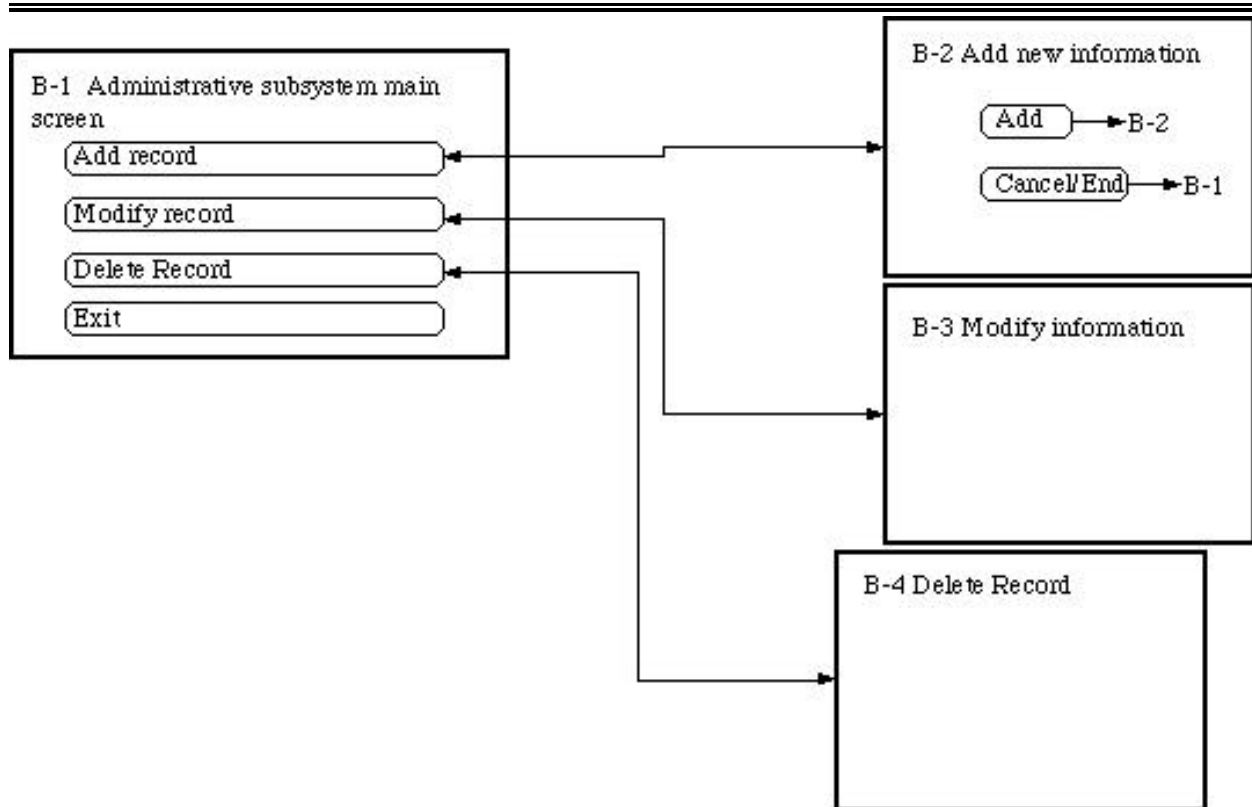 B-1 Administrative subsystem main
screen
Add record
Modify record
Delete Record
Exit
B-2 Add new information
Add
B-2
Cancel/End
B-1
B-3 Modify information
B-4 Delete Record